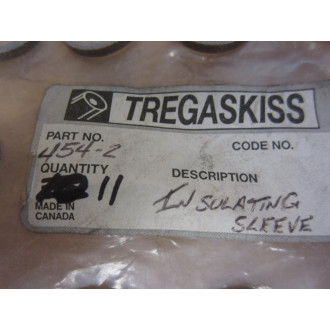 TREGASKISS
PART NO. CODE NO.
454-2
QUANTITY DESCRIPTION
11 INSULATING
MADE IN SLEEVE
CANADA